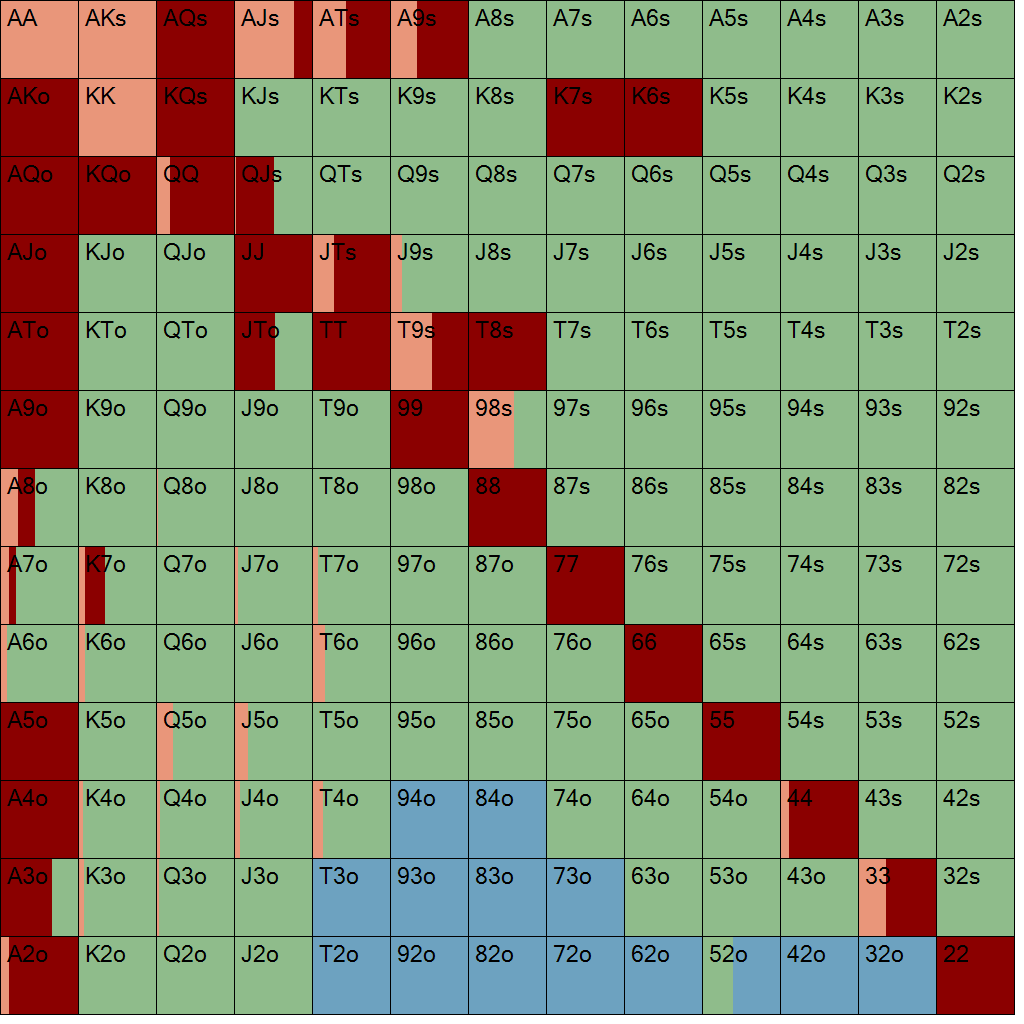 AA AKs AQs AJs ATs A9s A8s A7s A6s A5s A4s A3s A2s
AKo KK KQs KJs KTs K9s K8s K7s K6s K5s K4s K3s K2s
AQo KQo QQ QJs QTs Q9s Q8s Q7s Q6s Q5s Q4s Q3s Q2s
AJo KJo QJo JJ JTs J9s J8s J7s J6s J5s J4s J3s J2s
ATo KTo QTo JTo TT T9s T8s T7s T6s T5s T4s T3s T2s
A9o K9o Q9o J9o T9o 99 98s 97s 96s 95s 94s 93s 92s
A8o K8o Q8o J8o T8o 98o 88 87s 86s 85s 84s 83s 82s
A7o K7o Q7o J7o T7o 97o 87o 77 76s 75s 74s 73s 72s
A6o K6o Q6o J6o T6o 96o 86o 76o 66 65s 64s 63s 62s
A5o K5o Q5o J5o T5o 95o 85o 75o 65o 55 54s 53s 52s
A4o K4o Q4o J4o T4o 94o 84o 74o 64o 54o 44 43s 42s
A3o K3o Q3o J3o T3o 93o 83o 73o 63o 53o 43o 33 32s
A2o K2o Q2o J2o T2o 92o 82o 72o 62o 52o 42o 32o 22